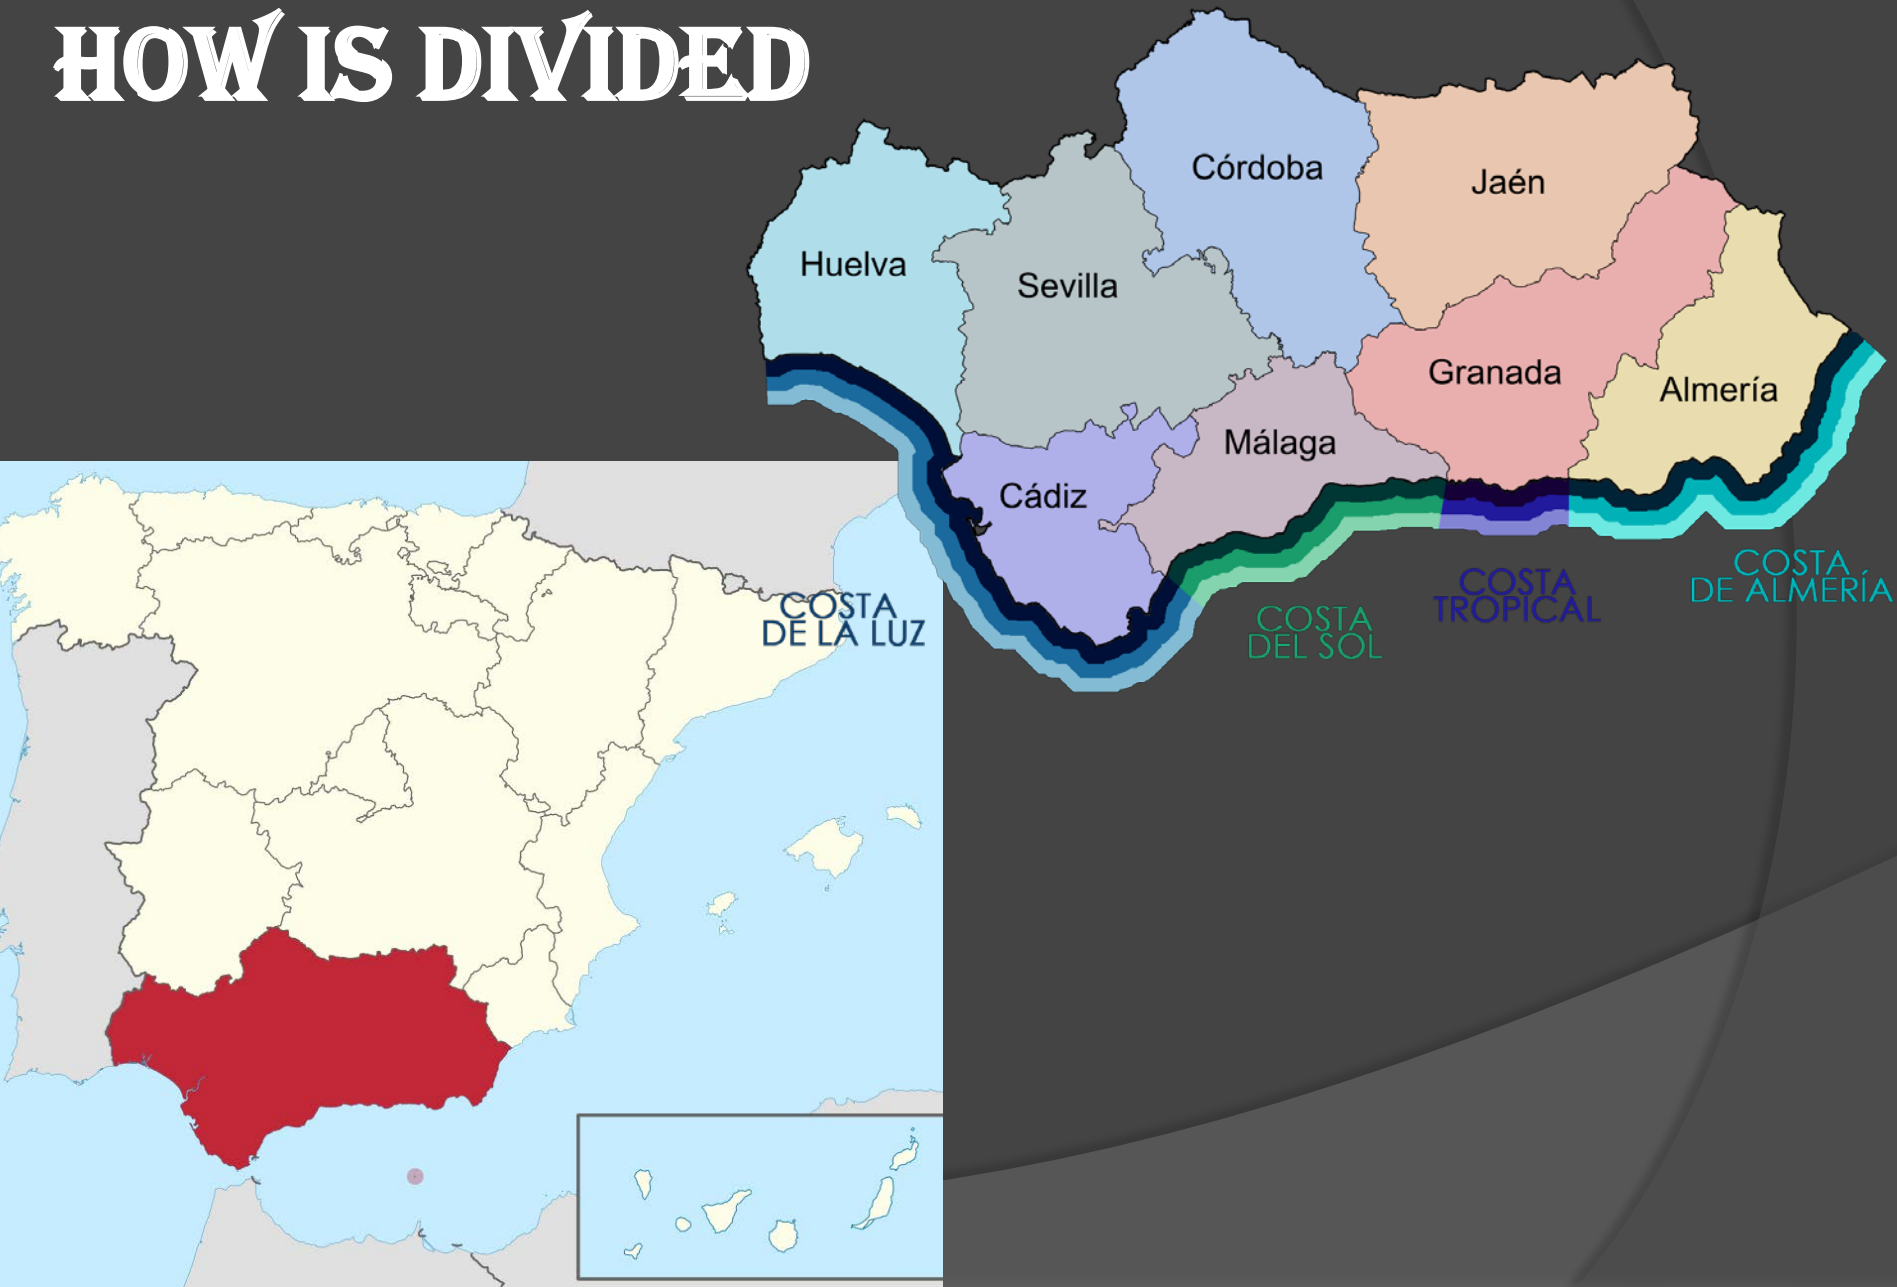 HOW IS DIVIDED
Córdoba
Jaén
Huelva
Sevilla
Granada
Almería
Málaga
Cádiz
COSTA
DE ALMERÍA
COSTA
TROPICAL
COSTA
DE LA LUZ
COSTA
DEL SOL